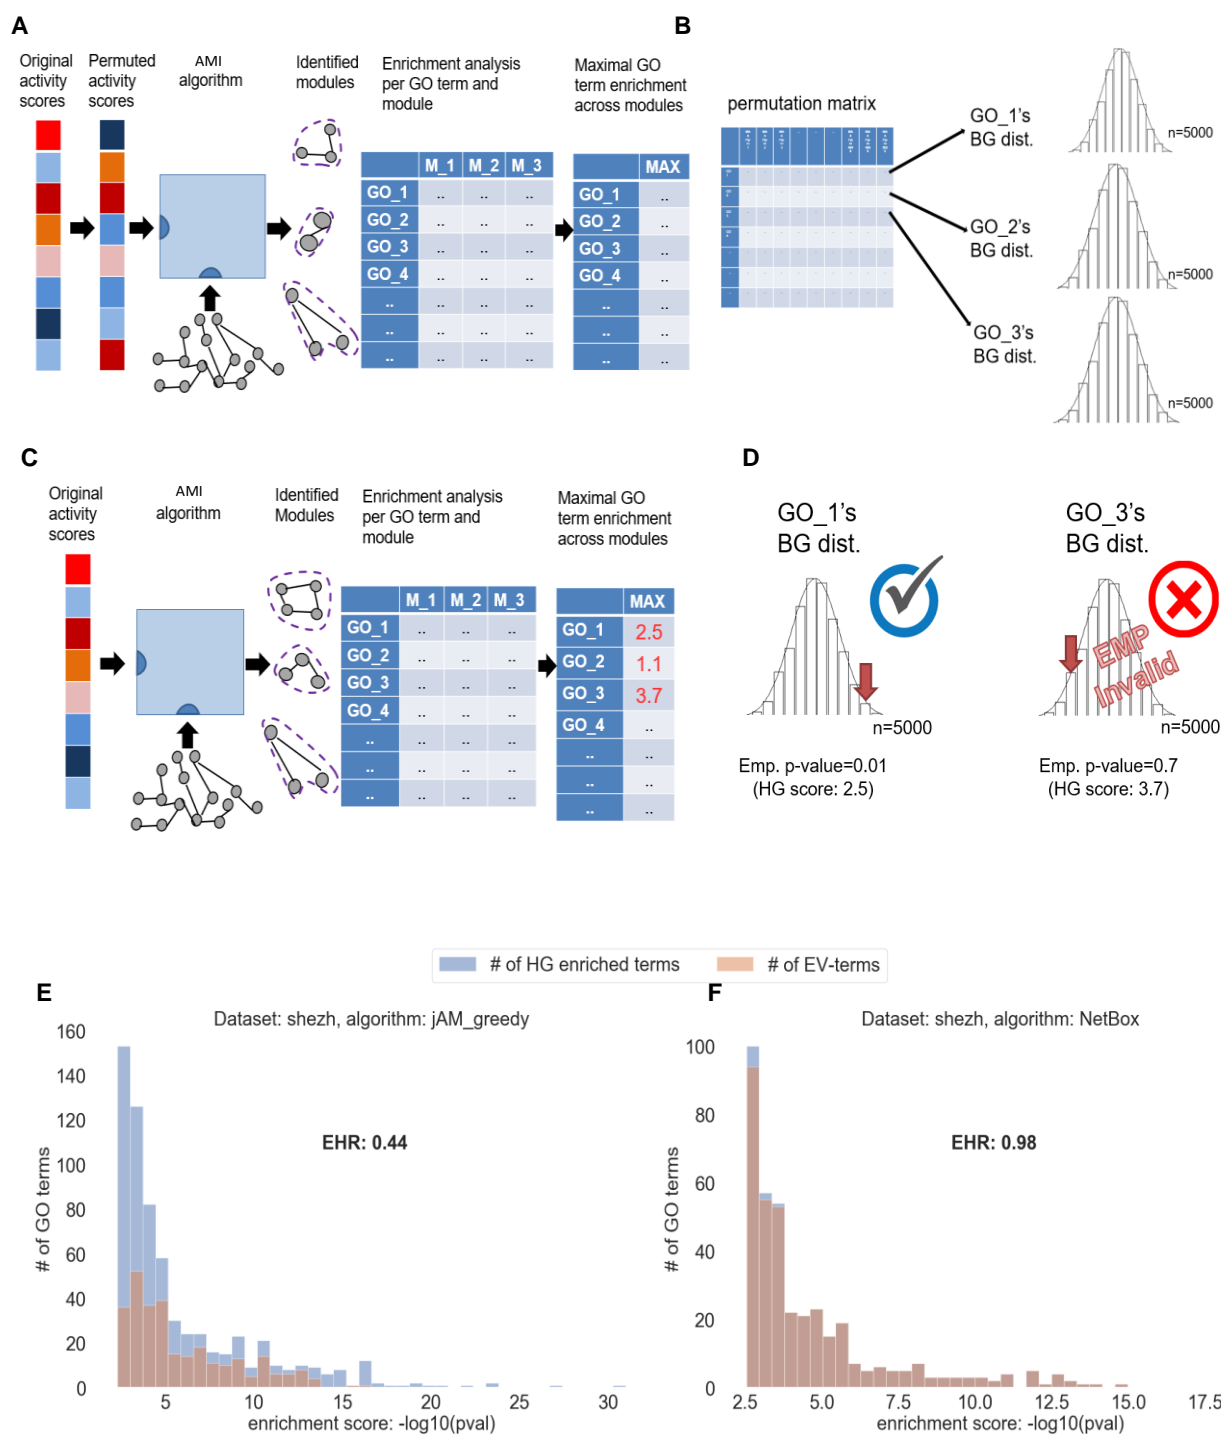 A
Original
activity
scores
Permuted
activity
scores
AMI
algorithm
Identified
modules
Enrichment analysis
per GO term and
module
Maximal GO
term enrichment
across modules
M_1 M_2 M_3
GO_1 .. .. ..
GO_2 .. .. ..
GO_3 .. .. ..
GO_4 .. .. ..
.. .. .. ..
.. .. .. ..
.. .. .. ..
MAX
GO_1 ..
GO_2 ..
GO_3 ..
GO_4 ..
.. ..
.. ..
.. ..
B
permutation matrix
GO_1's
BG dist.
n=5000
GO_2's
BG dist.
n=5000
GO_3's
BG dist.
n=5000
C
Original
activity
scores
AMI
algorithm
Identified
Modules
Enrichment analysis
per GO term and
module
Maximal GO
term enrichment
across modules
M_1 M_2 M_3
GO_1 .. .. ..
GO_2 .. .. ..
GO_3 .. .. ..
GO_4 .. .. ..
.. .. .. ..
.. .. .. ..
.. .. .. ..
MAX
GO_1 2.5
GO_2 1.1
GO_3 3.7
GO_4 ..
.. ..
.. ..
.. ..
D
GO_1's
BG dist.
n=5000
Emp. p-value=0.01
(HG score: 2.5)
GO_3's
BG dist.
EMP
Invalid
n=5000
Emp. p-value=0.7
(HG score: 3.7)
# of HG enriched terms # of EV-terms
E
Dataset: shezh, algorithm: jAM_greedy
EHR: 0.44
# of GO terms
160
140
120
100
80
60
40
20
0
5 10 15 20 25 30
enrichment score: -log10(pval)
F
Dataset: shezh, algorithm: NetBox
EHR: 0.98
# of GO terms
100
80
60
40
20
0
2.5 5.0 7.5 10.0 12.5 15.0 17.5
enrichment score: -log10(pval)